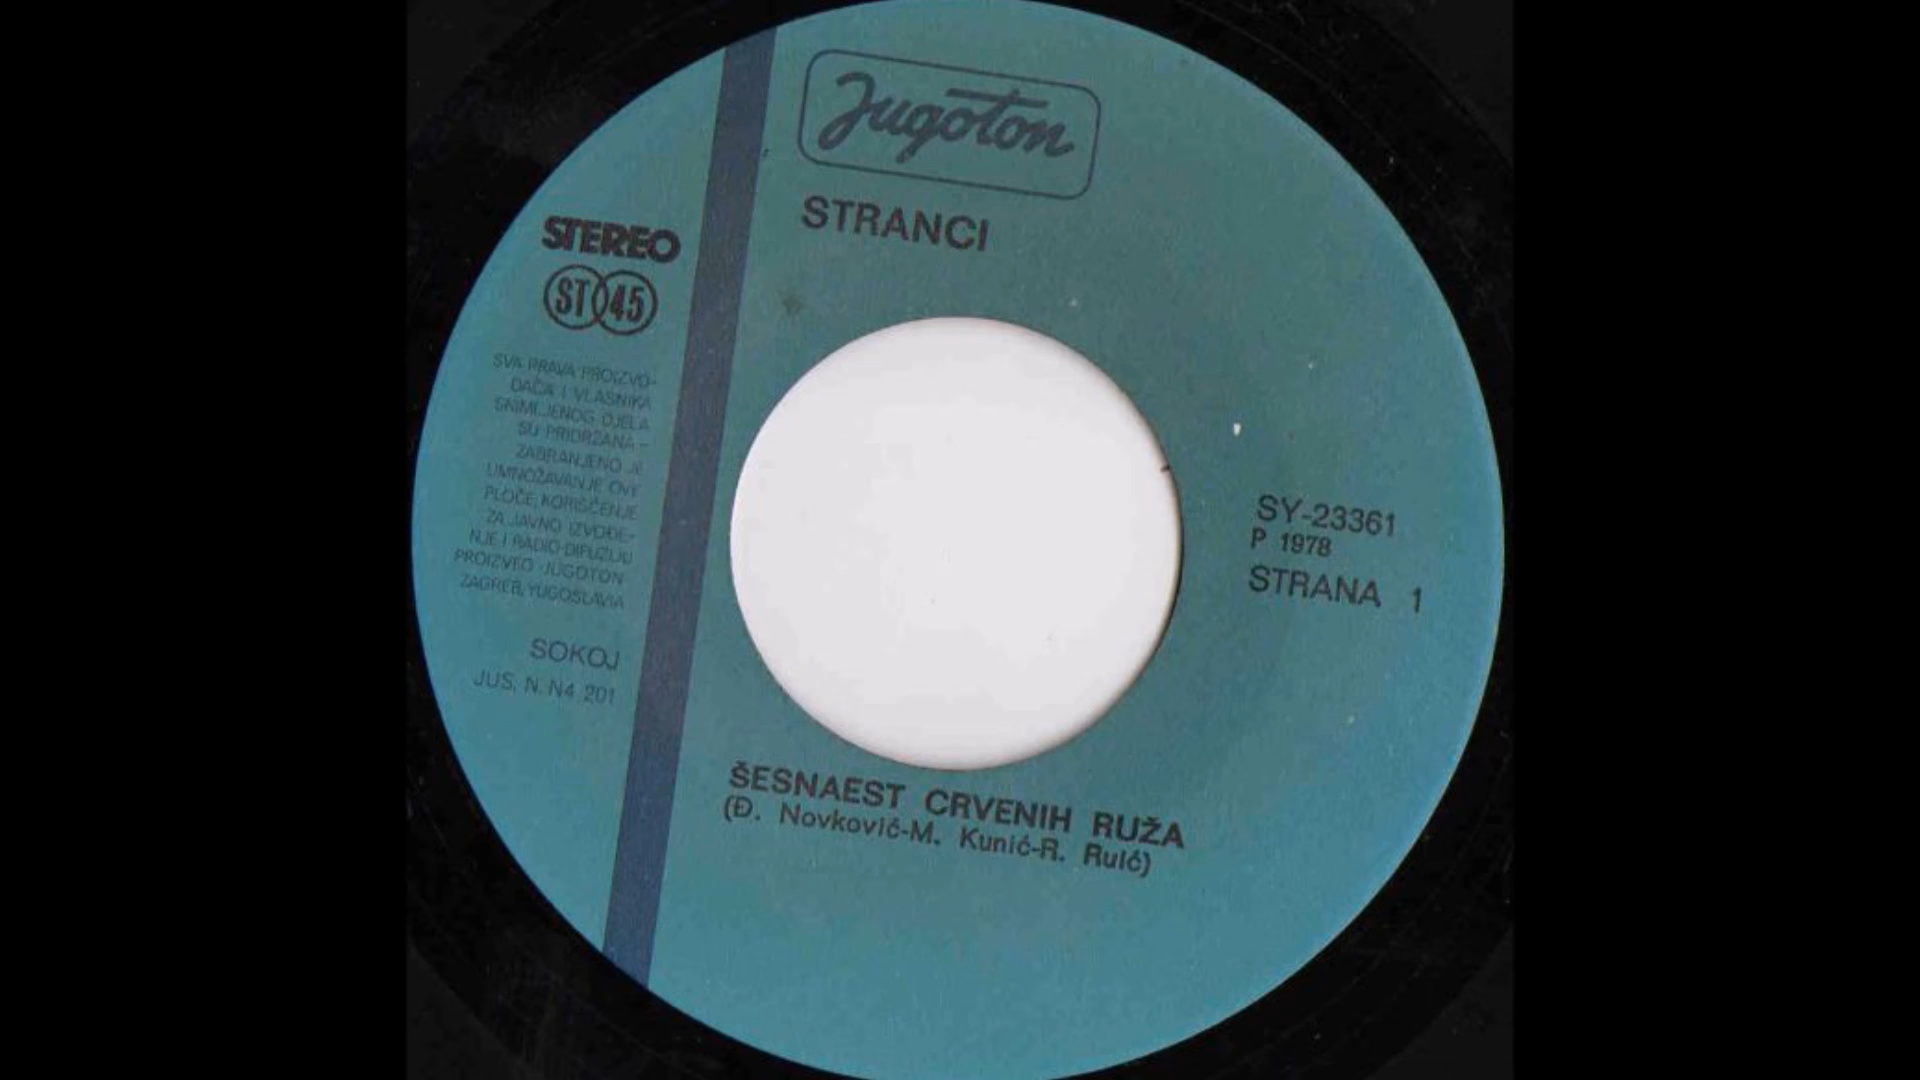 Jugoton
STRANCI
STEREO
ST 45
SVA PRAVA PROIZVO-
ĐAČA I VLASNIKA
SNIMLJENOG DJELA
SU PRIDRŽANA –
ZABRANJENO JE
UMNOŽAVANJE OVE
PLOČE, KORIŠĆENJE
ZA JAVNO IZVOĐE-
NJE I RADIO-DIFUZIJU
PROIZVEO JUGOTON
ZAGREB, YUGOSLAVIA
SOKOJ
JUS. N. N4 201
SY-23361
P 1978
STRANA 1
ŠESNAEST CRVENIH RUŽA
(Đ. Novković-M. Kunić-R. Ruić)